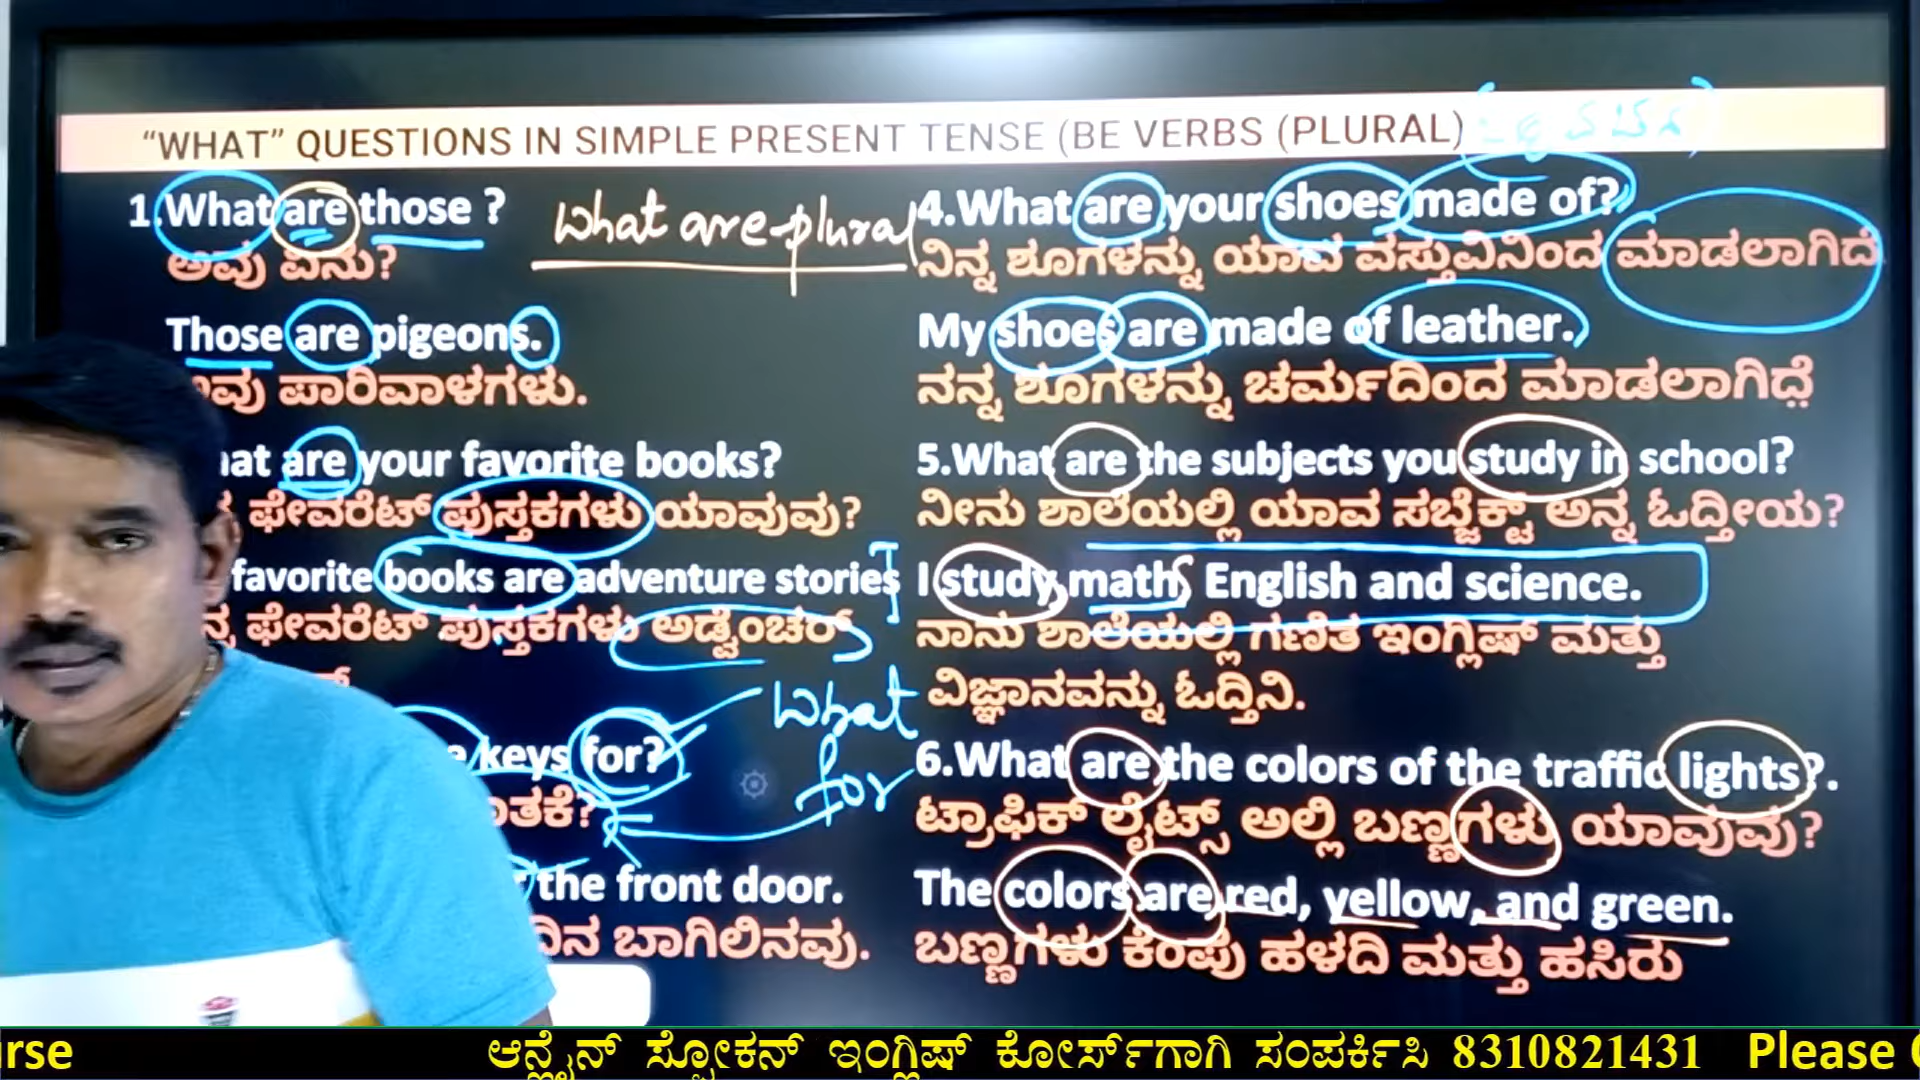 “WHAT” QUESTIONS IN SIMPLE PRESENT TENSE (BE VERBS (PLURAL)
1.What are those ?
ಅವು ಏನು?
Those are pigeons.
ಅವು ಪಾರಿವಾಳಗಳು.
are your favorite books?
ಫೇವರೆಟ್ ಪುಸ್ತಕಗಳು ಯಾವುವು?
favorite books are adventure stories
ಫೇವರೆಟ್ ಪುಸ್ತಕಗಳು ಅಡ್ವೆಂಚರ್
keys for?
the front door.
ಬಾಗಿಲಿನವು.
What are plural
What
for
4.What are your shoes made of?
ನಿನ್ನ ಶೂಗಳನ್ನು ಯಾವ ವಸ್ತುವಿನಿಂದ ಮಾಡಲಾಗಿದೆ
My shoes are made of leather.
ನನ್ನ ಶೂಗಳನ್ನು ಚರ್ಮದಿಂದ ಮಾಡಲಾಗಿದೆ.
5.What are the subjects you study in school?
ನೀನು ಶಾಲೆಯಲ್ಲಿ ಯಾವ ಸಬ್ಜೆಕ್ಟ್ ಅನ್ನ ಓದ್ತೀಯ?
I study math, English and science.
ನಾನು ಶಾಲೆಯಲ್ಲಿ ಗಣಿತ ಇಂಗ್ಲಿಷ್ ಮತ್ತು
ವಿಜ್ಞಾನವನ್ನು ಓದ್ತಿನಿ.
6.What are the colors of the traffic lights?.
ಟ್ರಾಫಿಕ್ ಲೈಟ್ಸ್ ಅಲ್ಲಿ ಬಣ್ಣಗಳು ಯಾವುವು?
The colors are red, yellow, and green.
ಬಣ್ಣಗಳು ಕೆಂಪು ಹಳದಿ ಮತ್ತು ಹಸಿರು
ಆನ್ಲೈನ್ ಸ್ಪೋಕನ್ ಇಂಗ್ಲಿಷ್ ಕೋರ್ಸ್‌ಗಾಗಿ ಸಂಪರ್ಕಿಸಿ 8310821431 Please